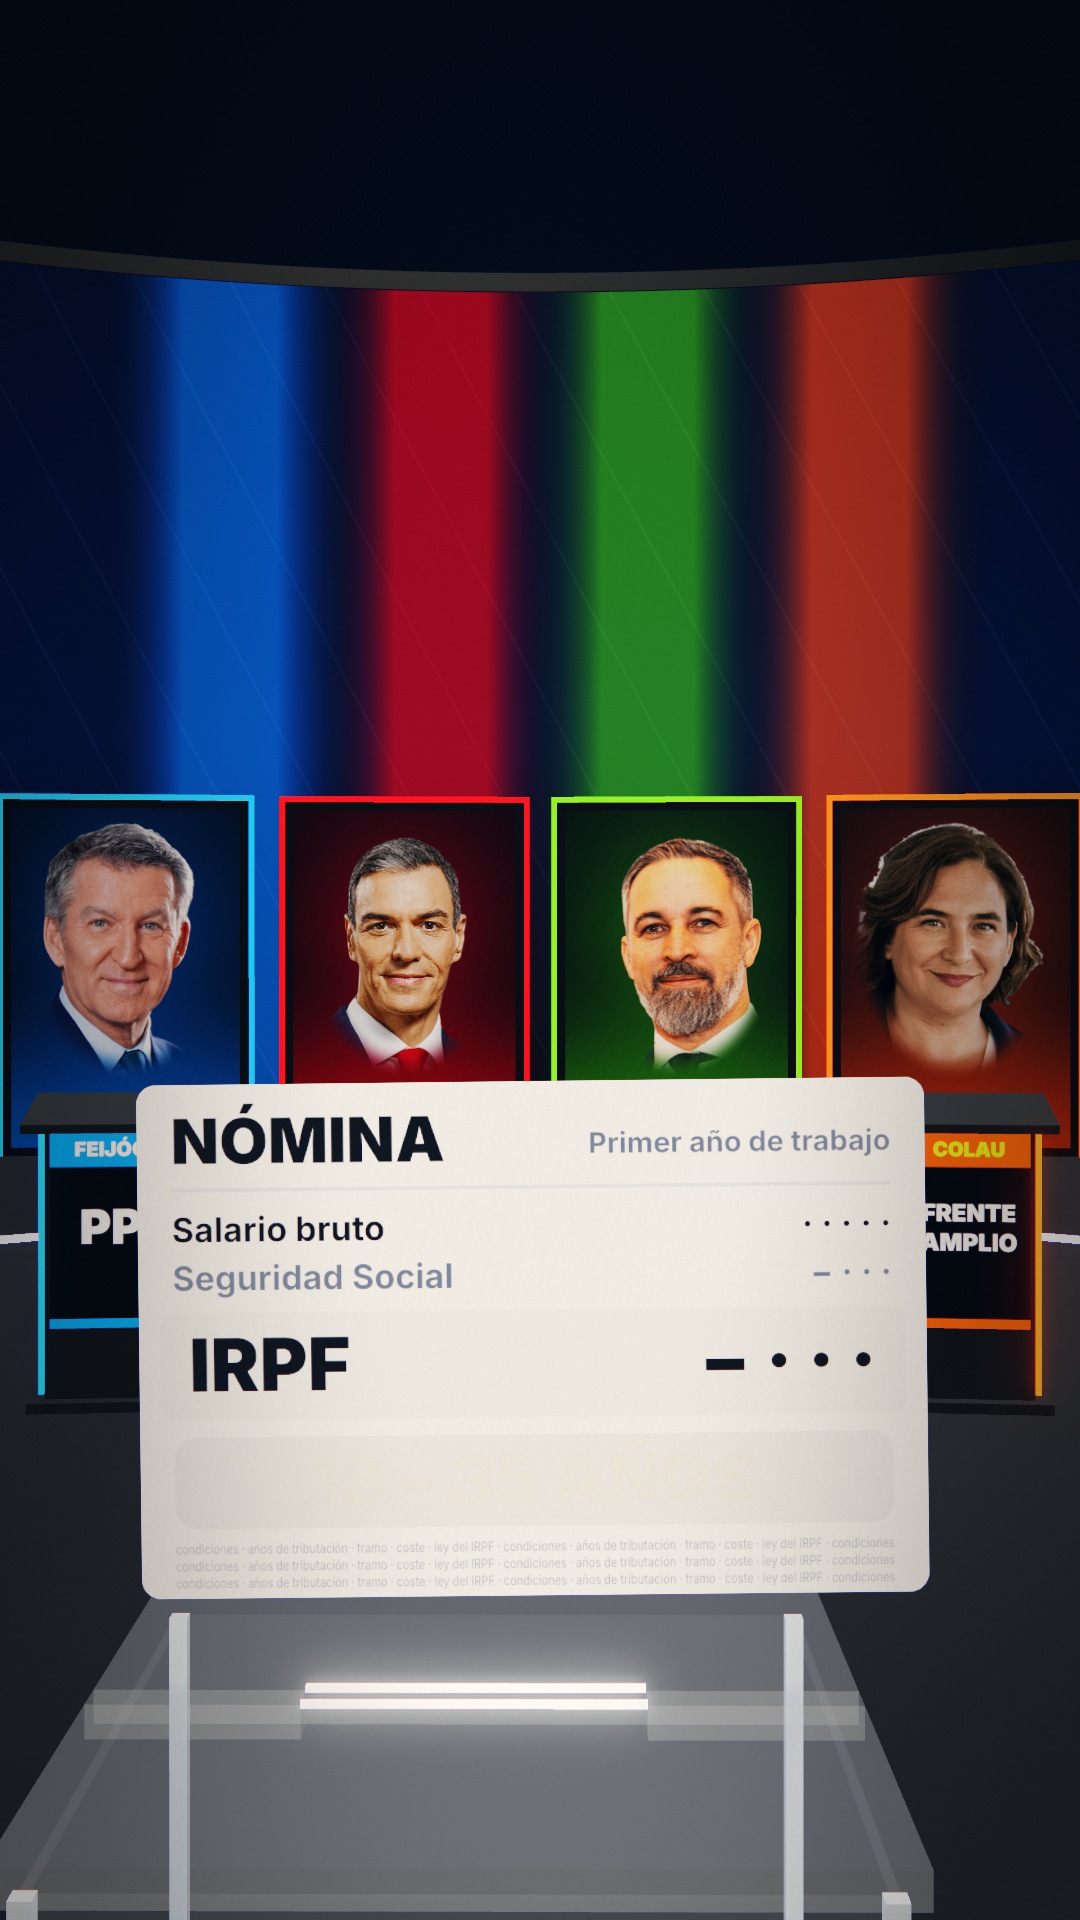 NÓMINA
Primer año de trabajo
Salario bruto
Seguridad Social
IRPF
condiciones · años de tributación · tramo · coste · ley del IRPF · condiciones · años de tributación · tramo · coste · ley del IRPF · condiciones
condiciones · años de tributación · tramo · coste · ley del IRPF · condiciones · años de tributación · tramo · coste · ley del IRPF · condiciones
condiciones · años de tributación · tramo · coste · ley del IRPF · condiciones · años de tributación · tramo · coste · ley del IRPF · condiciones
PP
COLAU
FRENTE
AMPLIO